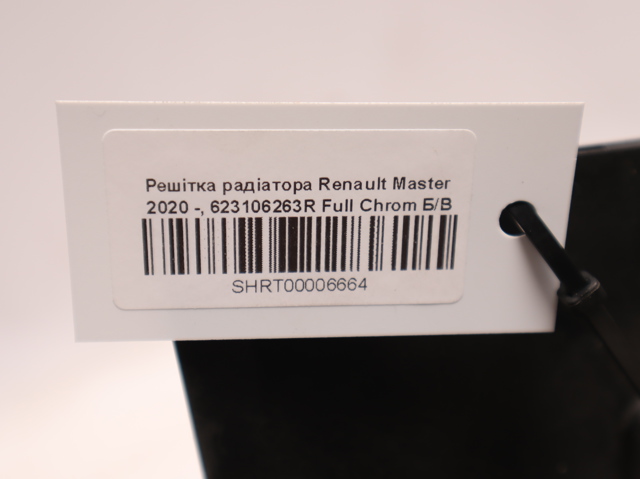 Решітка радіатора Renault Master
2020 -, 623106263R Full Chrom Б/В
SHRT00006664